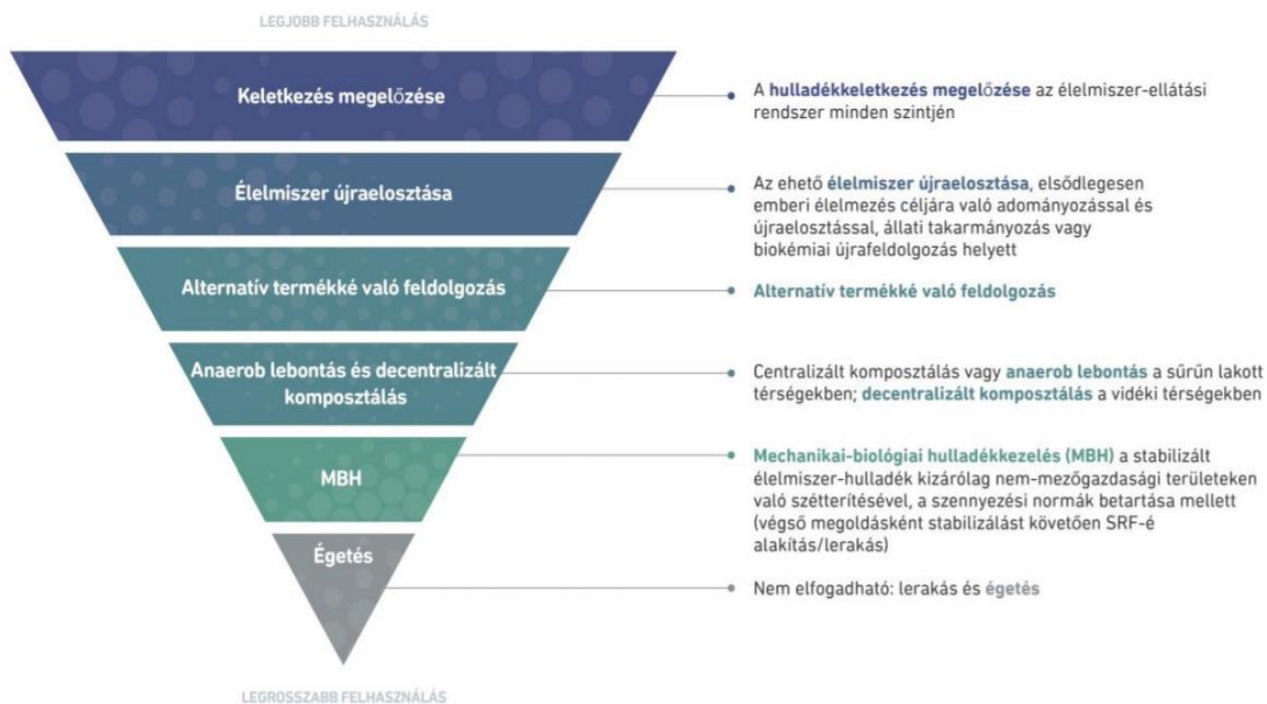 LEGJOBB FELHASZNÁLÁS
Keletkezés megelőzése
A hulladékkeletkezés megelőzése az élelmiszer-ellátási
rendszer minden szintjén
Élelmiszer újraelosztása
Az ehető élelmiszer újraelosztása, elsődlegesen
emberi élelmezés céljára való adományozással és
újraelosztással, állati takarmányozás vagy
biokémiai újrafeldolgozás helyett
Alternatív termékké való feldolgozás
Alternatív termékké való feldolgozás
Anaerob lebontás és decentralizált
komposztálás
Centralizált komposztálás vagy anaerob lebontás a sűrűn lakott
térségekben; decentralizált komposztálás a vidéki térségekben
MBH
Mechanikai-biológiai hulladékkezelés (MBH) a stabilizált
élelmiszer-hulladék kizárólag nem-mezőgazdasági területeken
való szétterítésével, a szennyezési normák betartása mellett
(végső megoldásként stabilizálást követően SRF-é
alakítás/lerakás)
Égetés
Nem elfogadható: lerakás és égetés
LEGROSSZABB FELHASZNÁLÁS